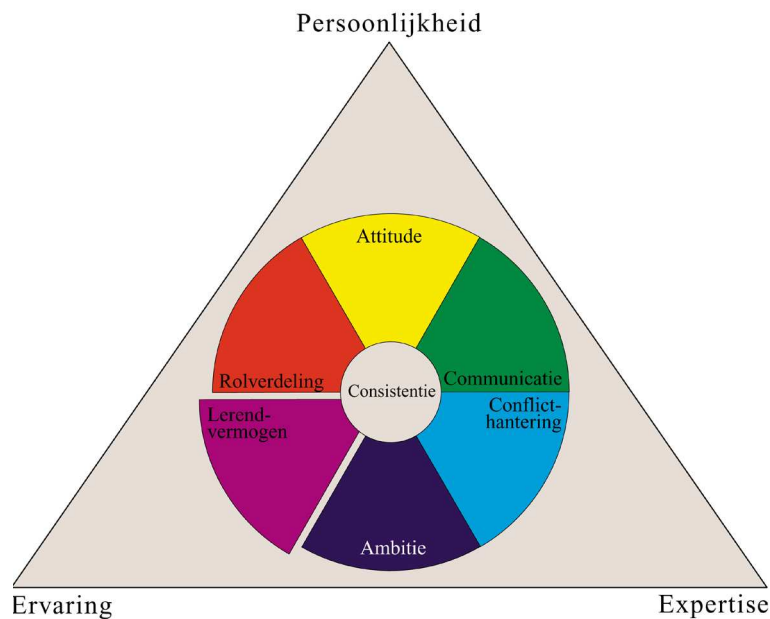 Persoonlijkheid
Attitude
Rolverdeling
Consistentie
Communicatie
Lerend-
vermogen
Conflict-
hantering
Ambitie
Ervaring
Expertise